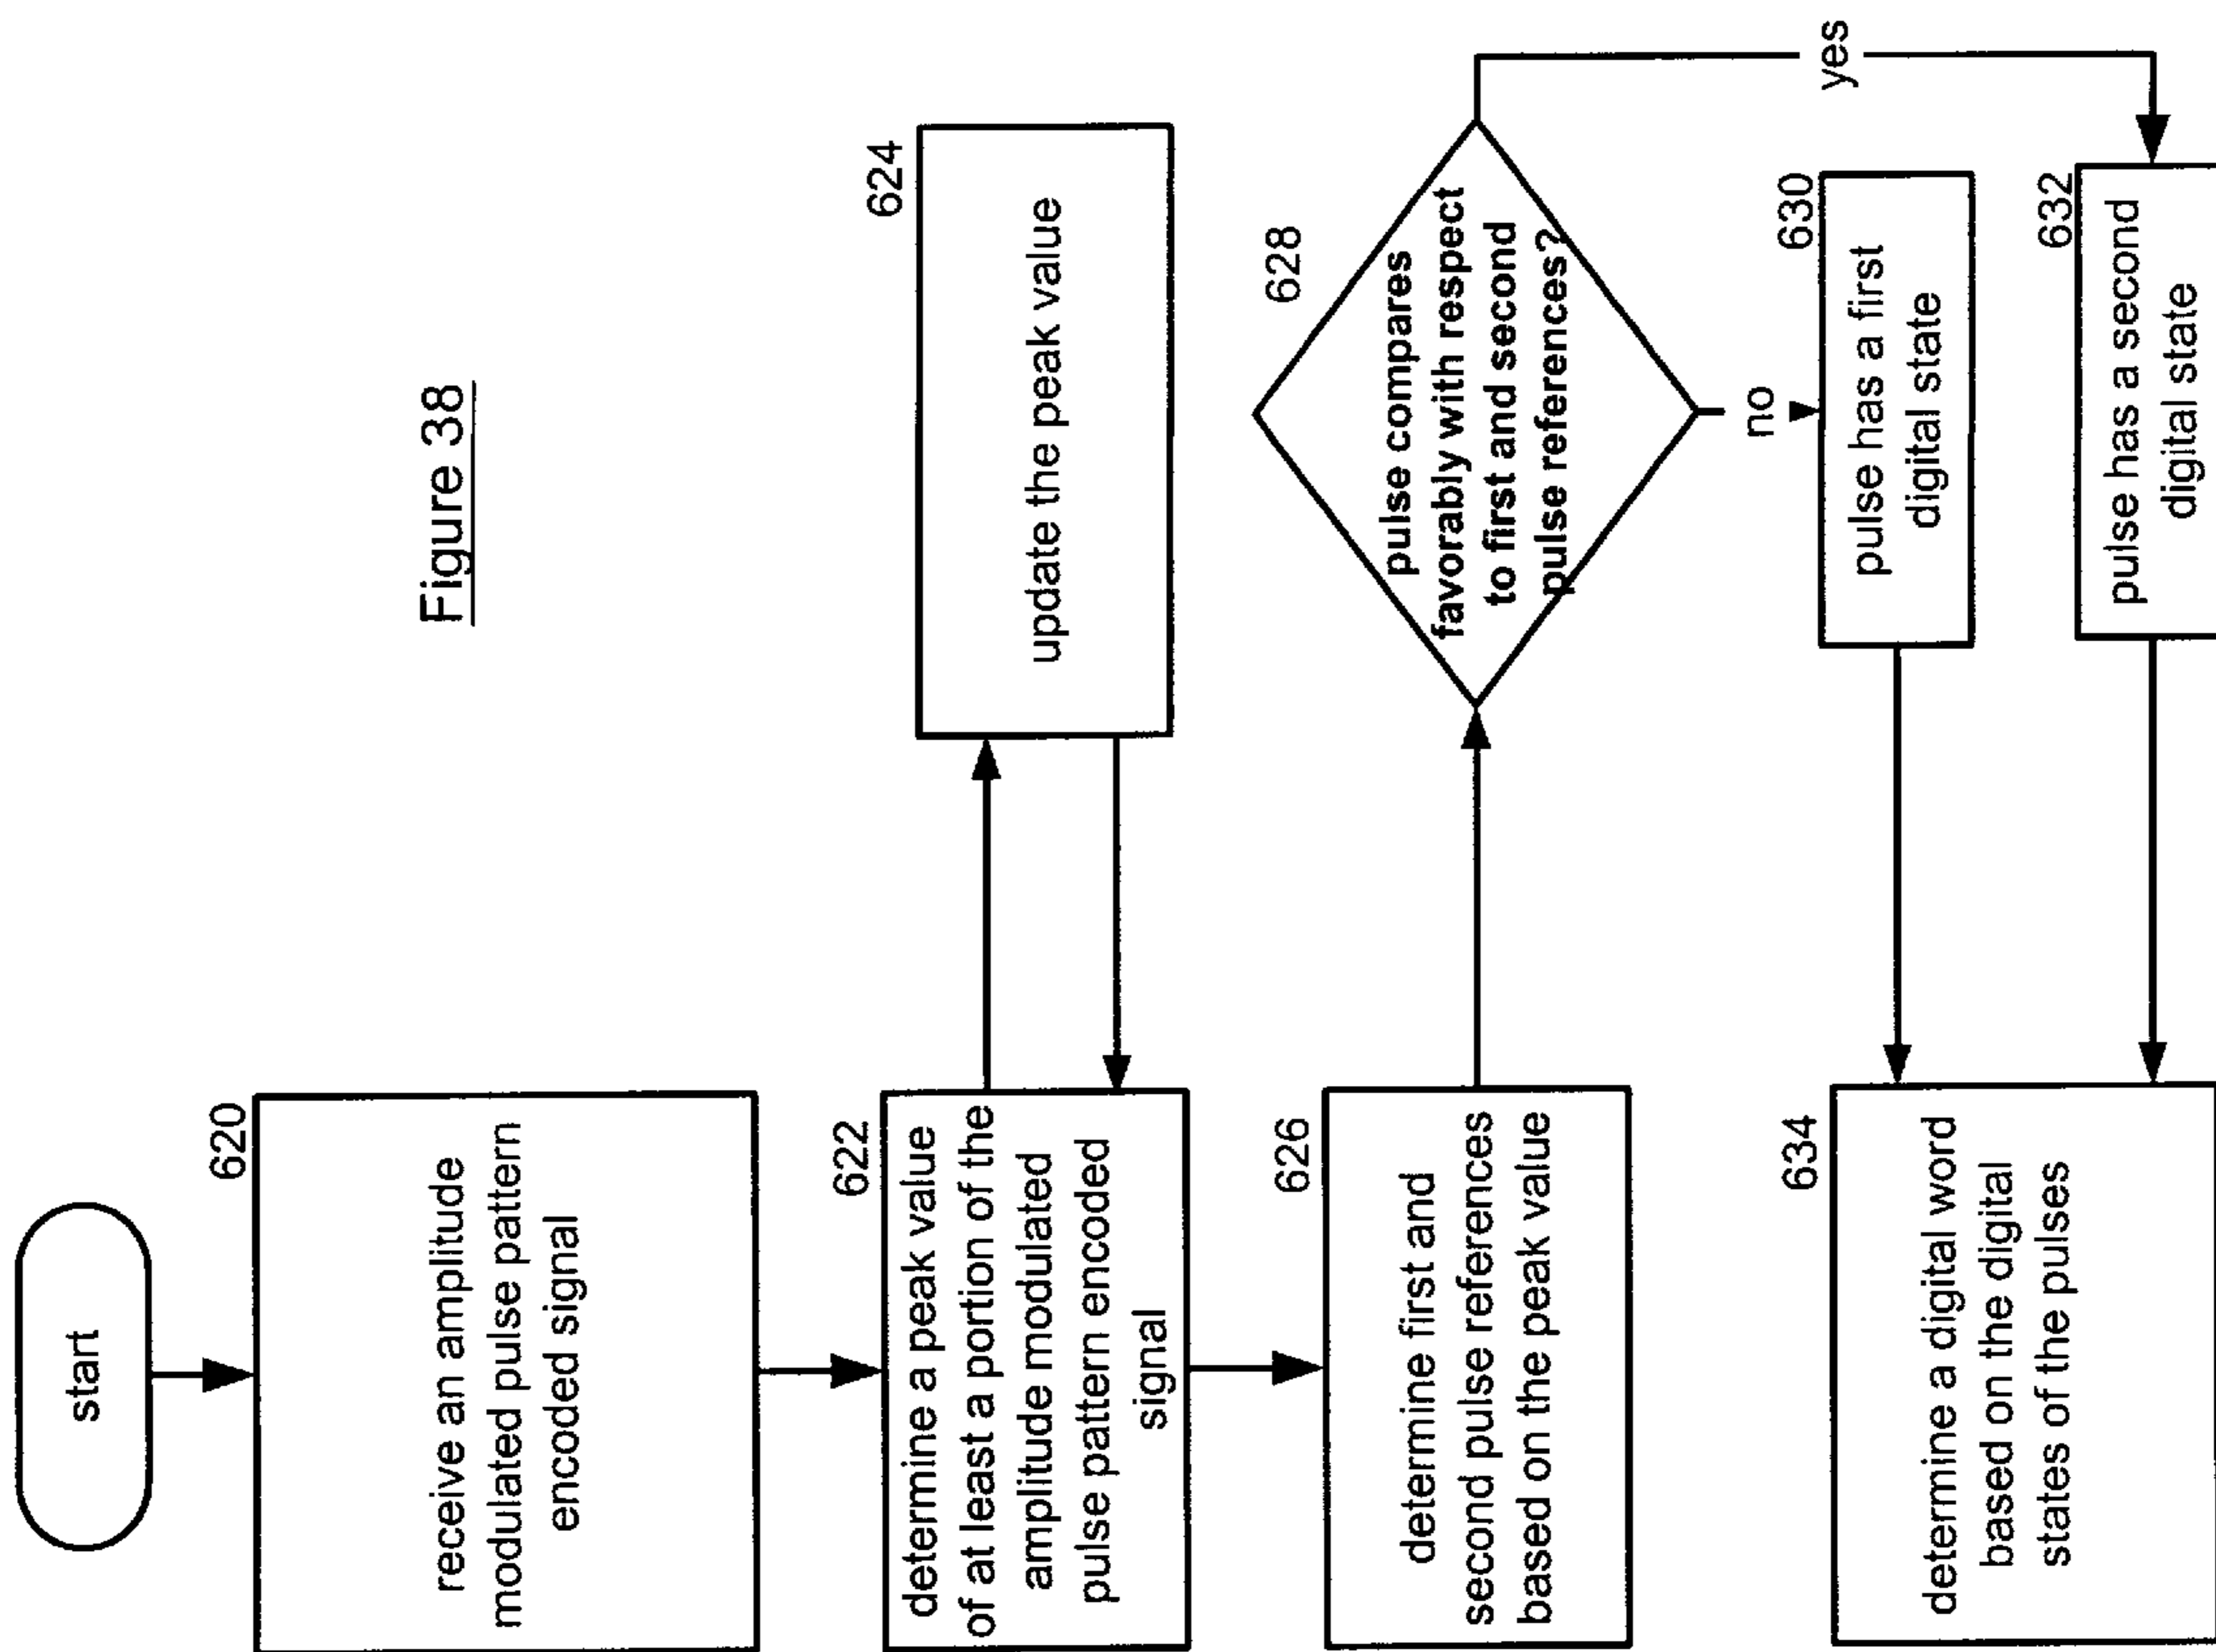 Figure 38
start
620
receive an amplitude
modulated pulse pattern
encoded signal
622
determine a peak value
of at least a portion of the
amplitude modulated
pulse pattern encoded
signal
624
update the peak value
626
determine first and
second pulse references
based on the peak value
628
pulse compares
favorably with respect
to first and second
pulse references?
no
yes
630
pulse has a first
digital state
632
pulse has a second
digital state
634
determine a digital word
based on the digital
states of the pulses